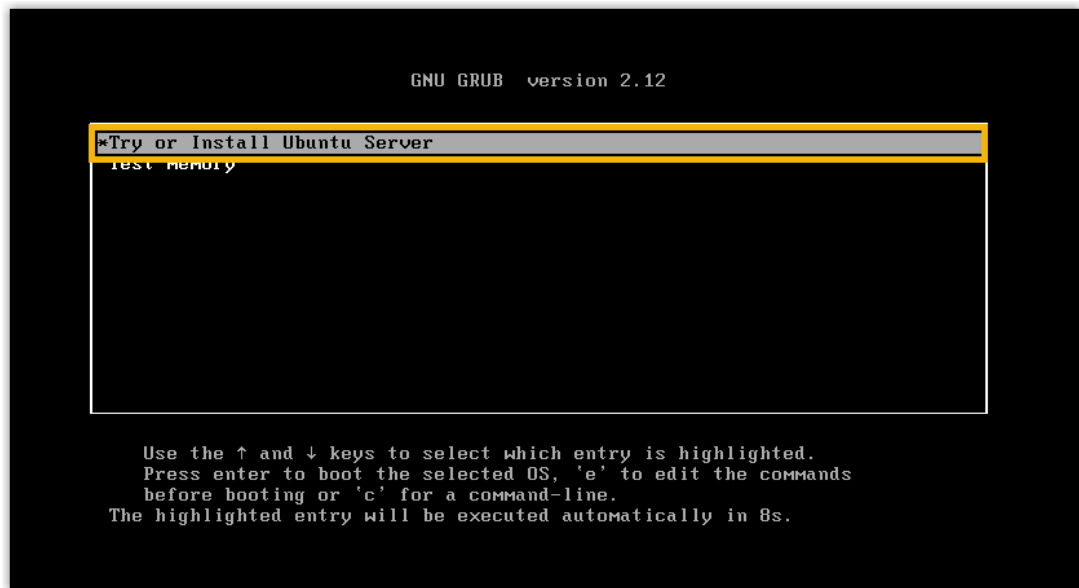 GNU GRUB  version 2.12
*Try or Install Ubuntu Server
Test memory
Use the ↑ and ↓ keys to select which entry is highlighted.
Press enter to boot the selected OS, `e' to edit the commands
before booting or `c' for a command-line.
The highlighted entry will be executed automatically in 8s.